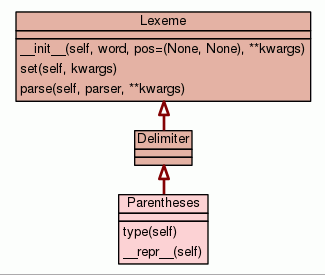 Lexeme
__init__(self, word, pos=(None, None), **kwargs)
set(self, kwargs)
parse(self, parser, **kwargs)
Delimiter
Parentheses
type(self)
__repr__(self)